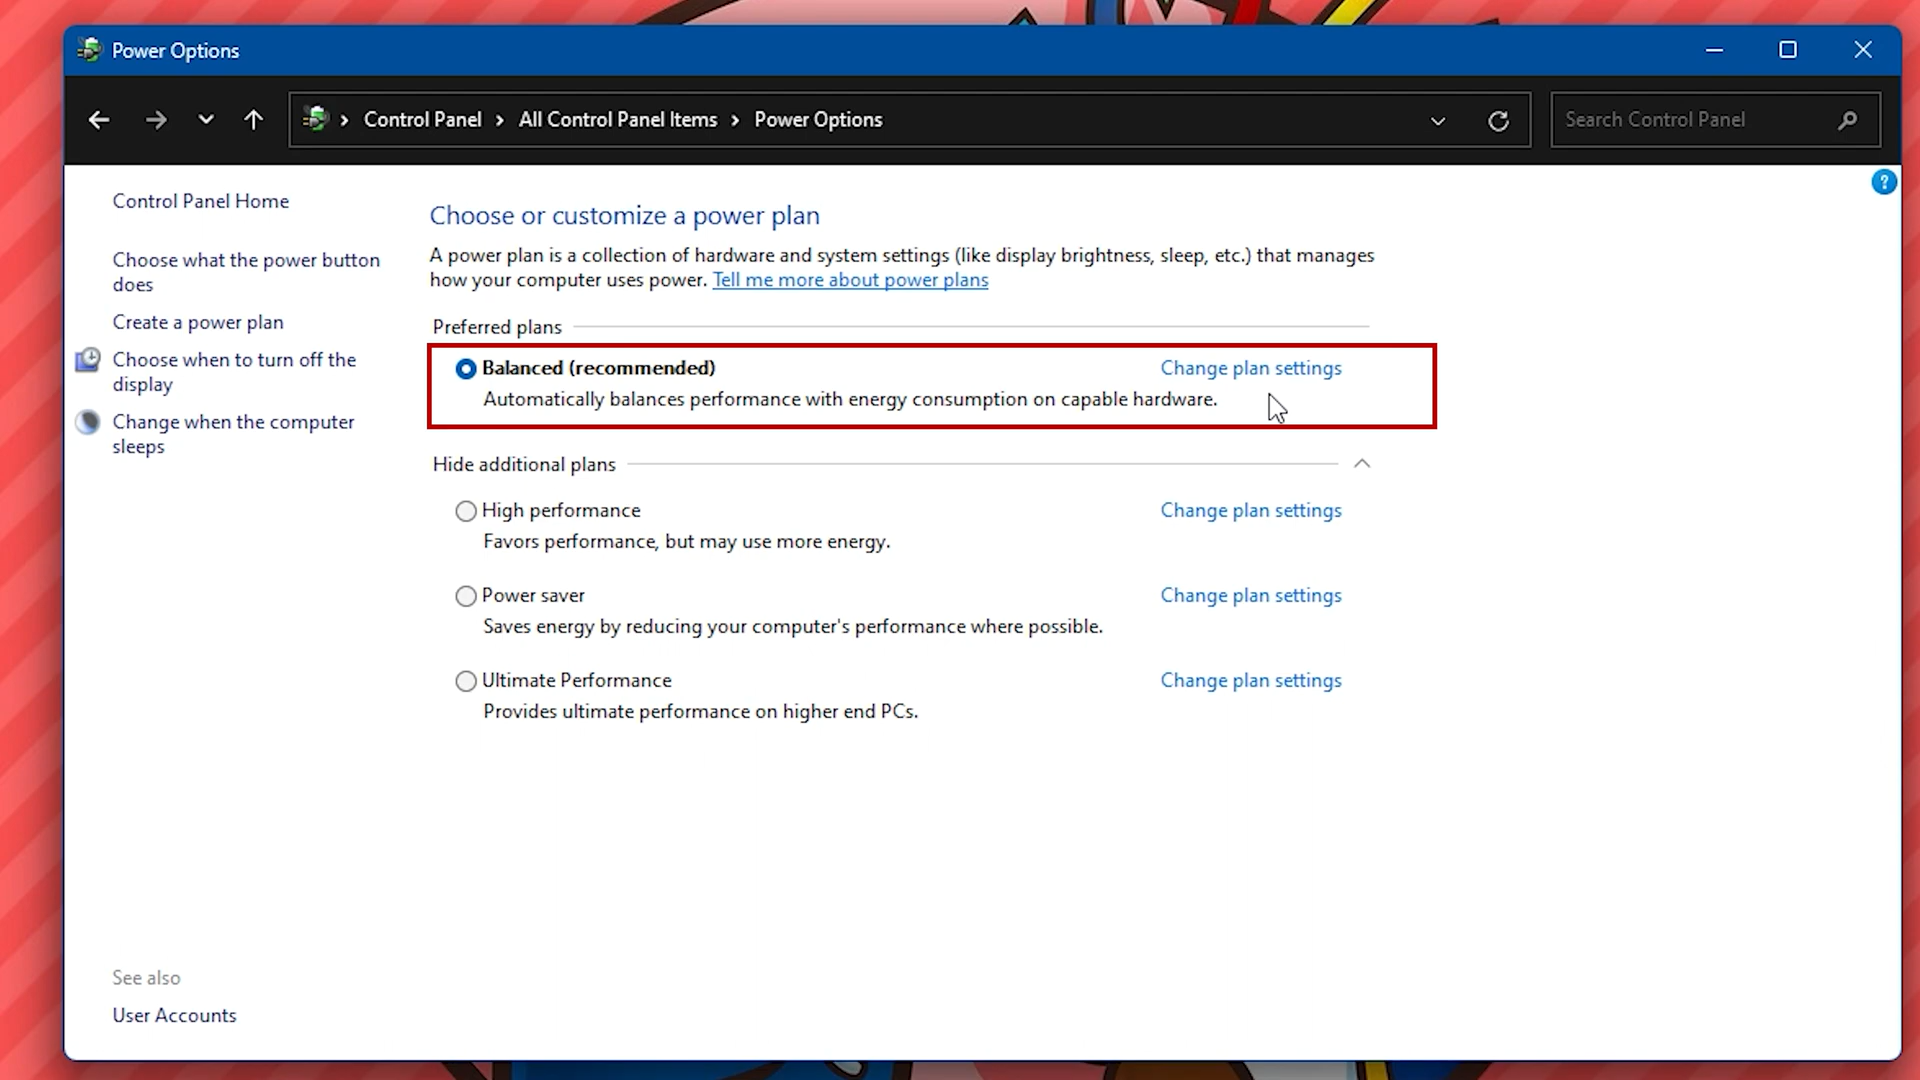 Power Options
Control Panel > All Control Panel Items > Power Options
Search Control Panel
Control Panel Home
Choose what the power button
does
Create a power plan
Choose when to turn off the
display
Change when the computer
sleeps
Choose or customize a power plan
A power plan is a collection of hardware and system settings (like display brightness, sleep, etc.) that manages
how your computer uses power. Tell me more about power plans
Preferred plans
Balanced (recommended) Change plan settings
Automatically balances performance with energy consumption on capable hardware.
Hide additional plans
High performance Change plan settings
Favors performance, but may use more energy.
Power saver Change plan settings
Saves energy by reducing your computer's performance where possible.
Ultimate Performance Change plan settings
Provides ultimate performance on higher end PCs.
See also
User Accounts